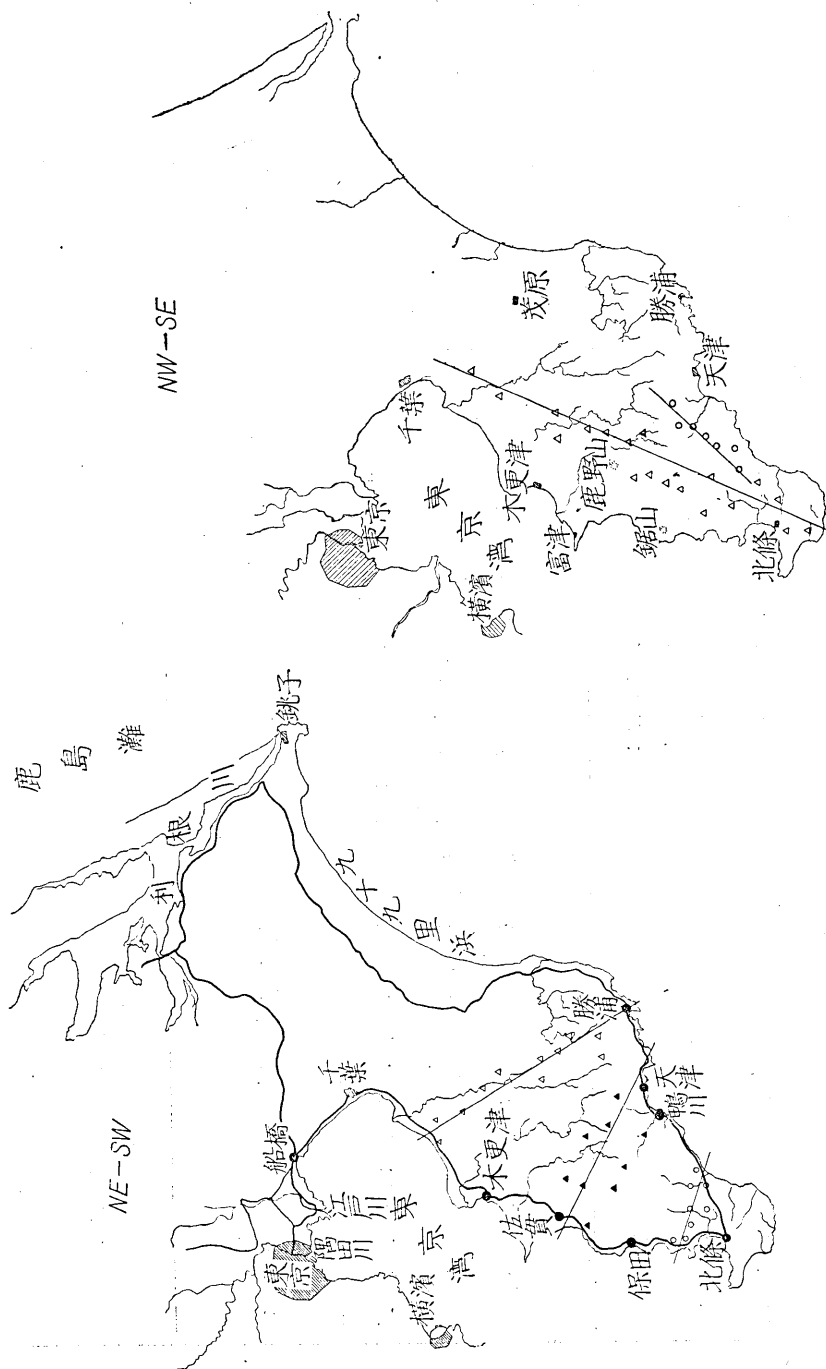 NE-SW
鹿島灘
利根川
銚子
九十九里浜
船橋
千葉
江戸川
隅田川
東京
東京灣
横濱
木更津
佐貫
保田
北條
勝浦
天津
鴨川
NW-SE
千葉
茂原
東京
東京灣
横濱
木更津
鹿野山
富津
鋸山
北條
勝浦
天津